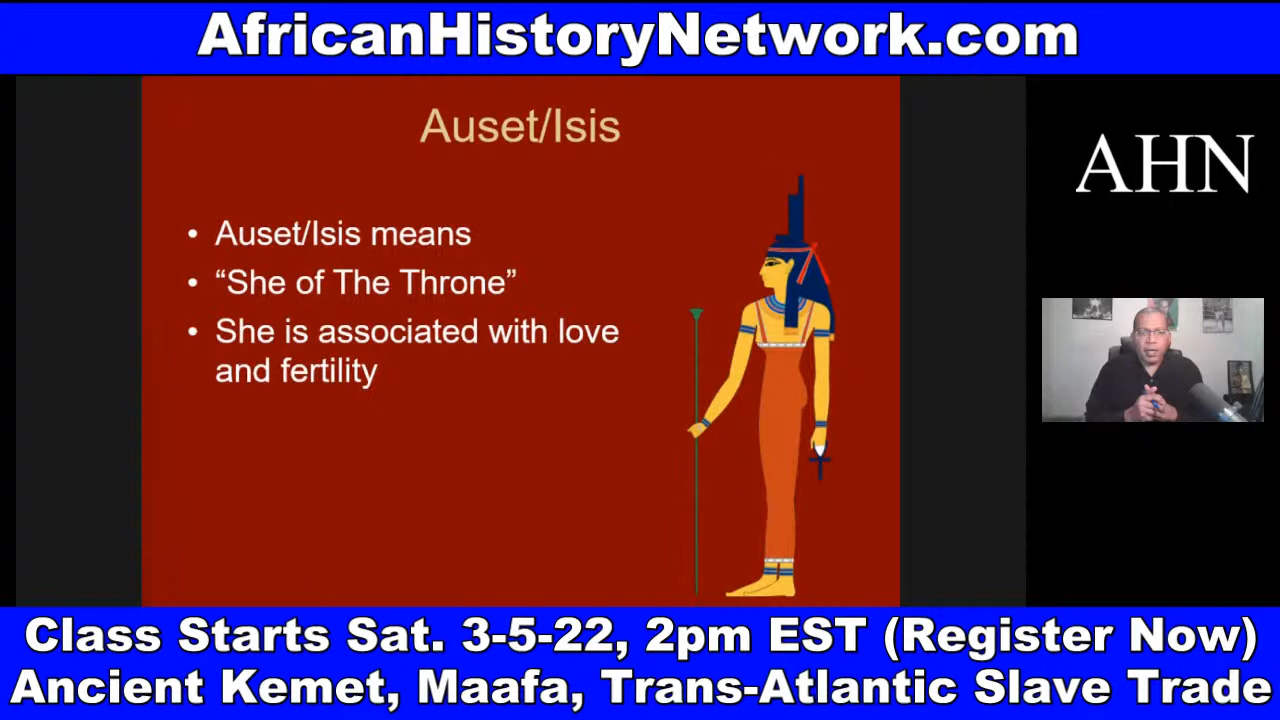 AfricanHistoryNetwork.com
Auset/Isis
• Auset/Isis means
• “She of The Throne”
• She is associated with love
and fertility
AHN
Class Starts Sat. 3-5-22, 2pm EST (Register Now)
Ancient Kemet, Maafa, Trans-Atlantic Slave Trade